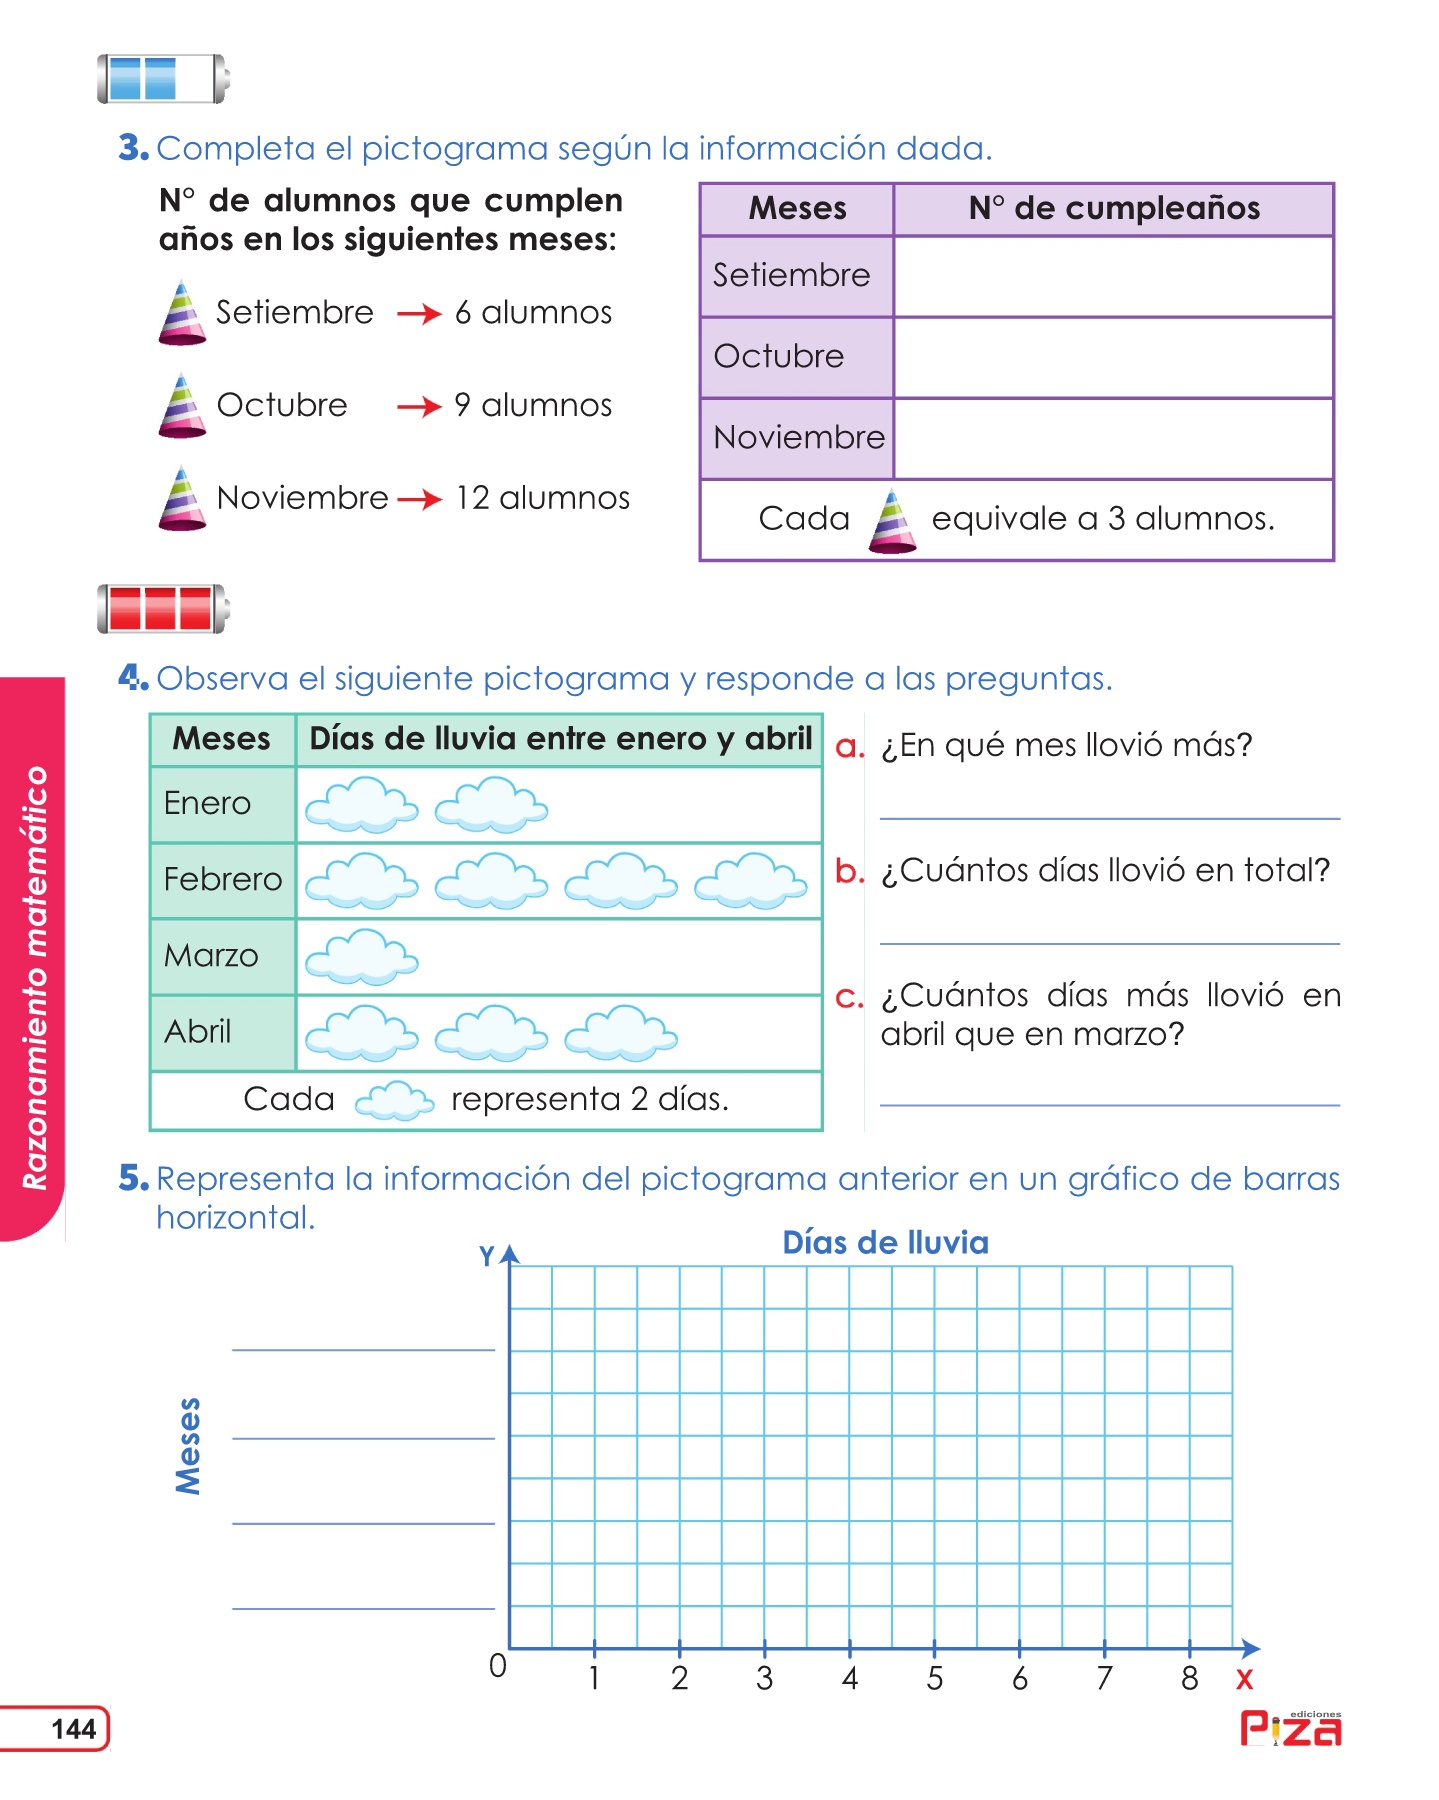 3. Completa el pictograma según la información dada.
N° de alumnos que cumplen
años en los siguientes meses:
Setiembre 6 alumnos
Octubre 9 alumnos
Noviembre 12 alumnos
Meses N° de cumpleaños
Setiembre
Octubre
Noviembre
Cada equivale a 3 alumnos.
4. Observa el siguiente pictograma y responde a las preguntas.
Meses Días de lluvia entre enero y abril
Enero
Febrero
Marzo
Abril
Cada representa 2 días.
a. ¿En qué mes llovió más?
b. ¿Cuántos días llovió en total?
c. ¿Cuántos días más llovió en
abril que en marzo?
5. Representa la información del pictograma anterior en un gráfico de barras
horizontal.
Días de lluvia
Y
Meses
0 1 2 3 4 5 6 7 8 X
Razonamiento matemático
144
ediciones
Piza